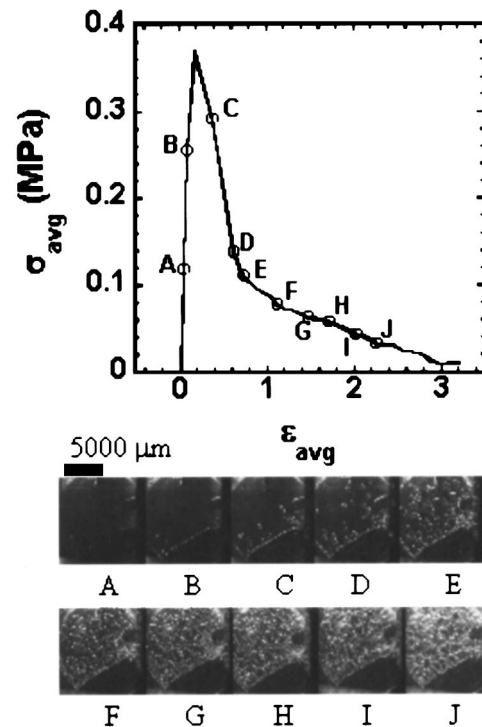 0.4
0.3
0.2
0.1
0
σavg (MPa)
A
B
C
D
E
F
G
H
I
J
0 1 2 3
εavg
5000 μm
A B C D E
F G H I J